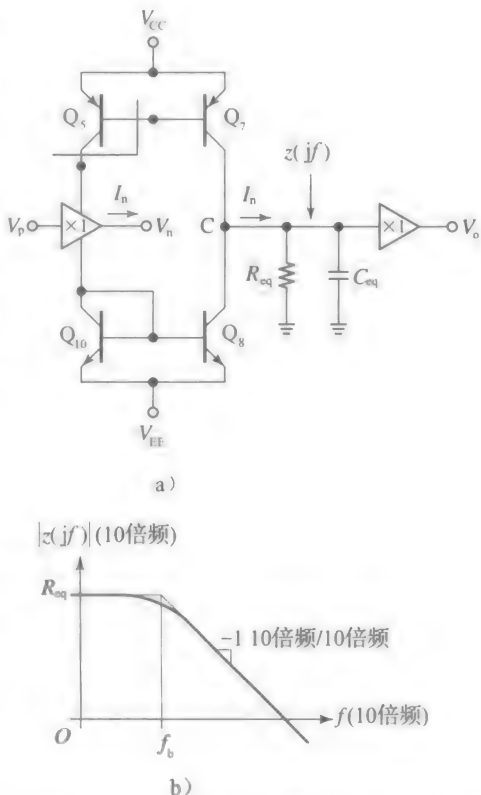 V_CC
Q_5
Q_7
z(jf)
I_n
I_n
V_p
×1
V_n
C
×1
V_o
R_eq
C_eq
Q_10
Q_8
V_EE
a）
|z(jf)|(10倍频)
R_eq
−1 10倍频/10倍频
f(10倍频)
O
f_b
b）